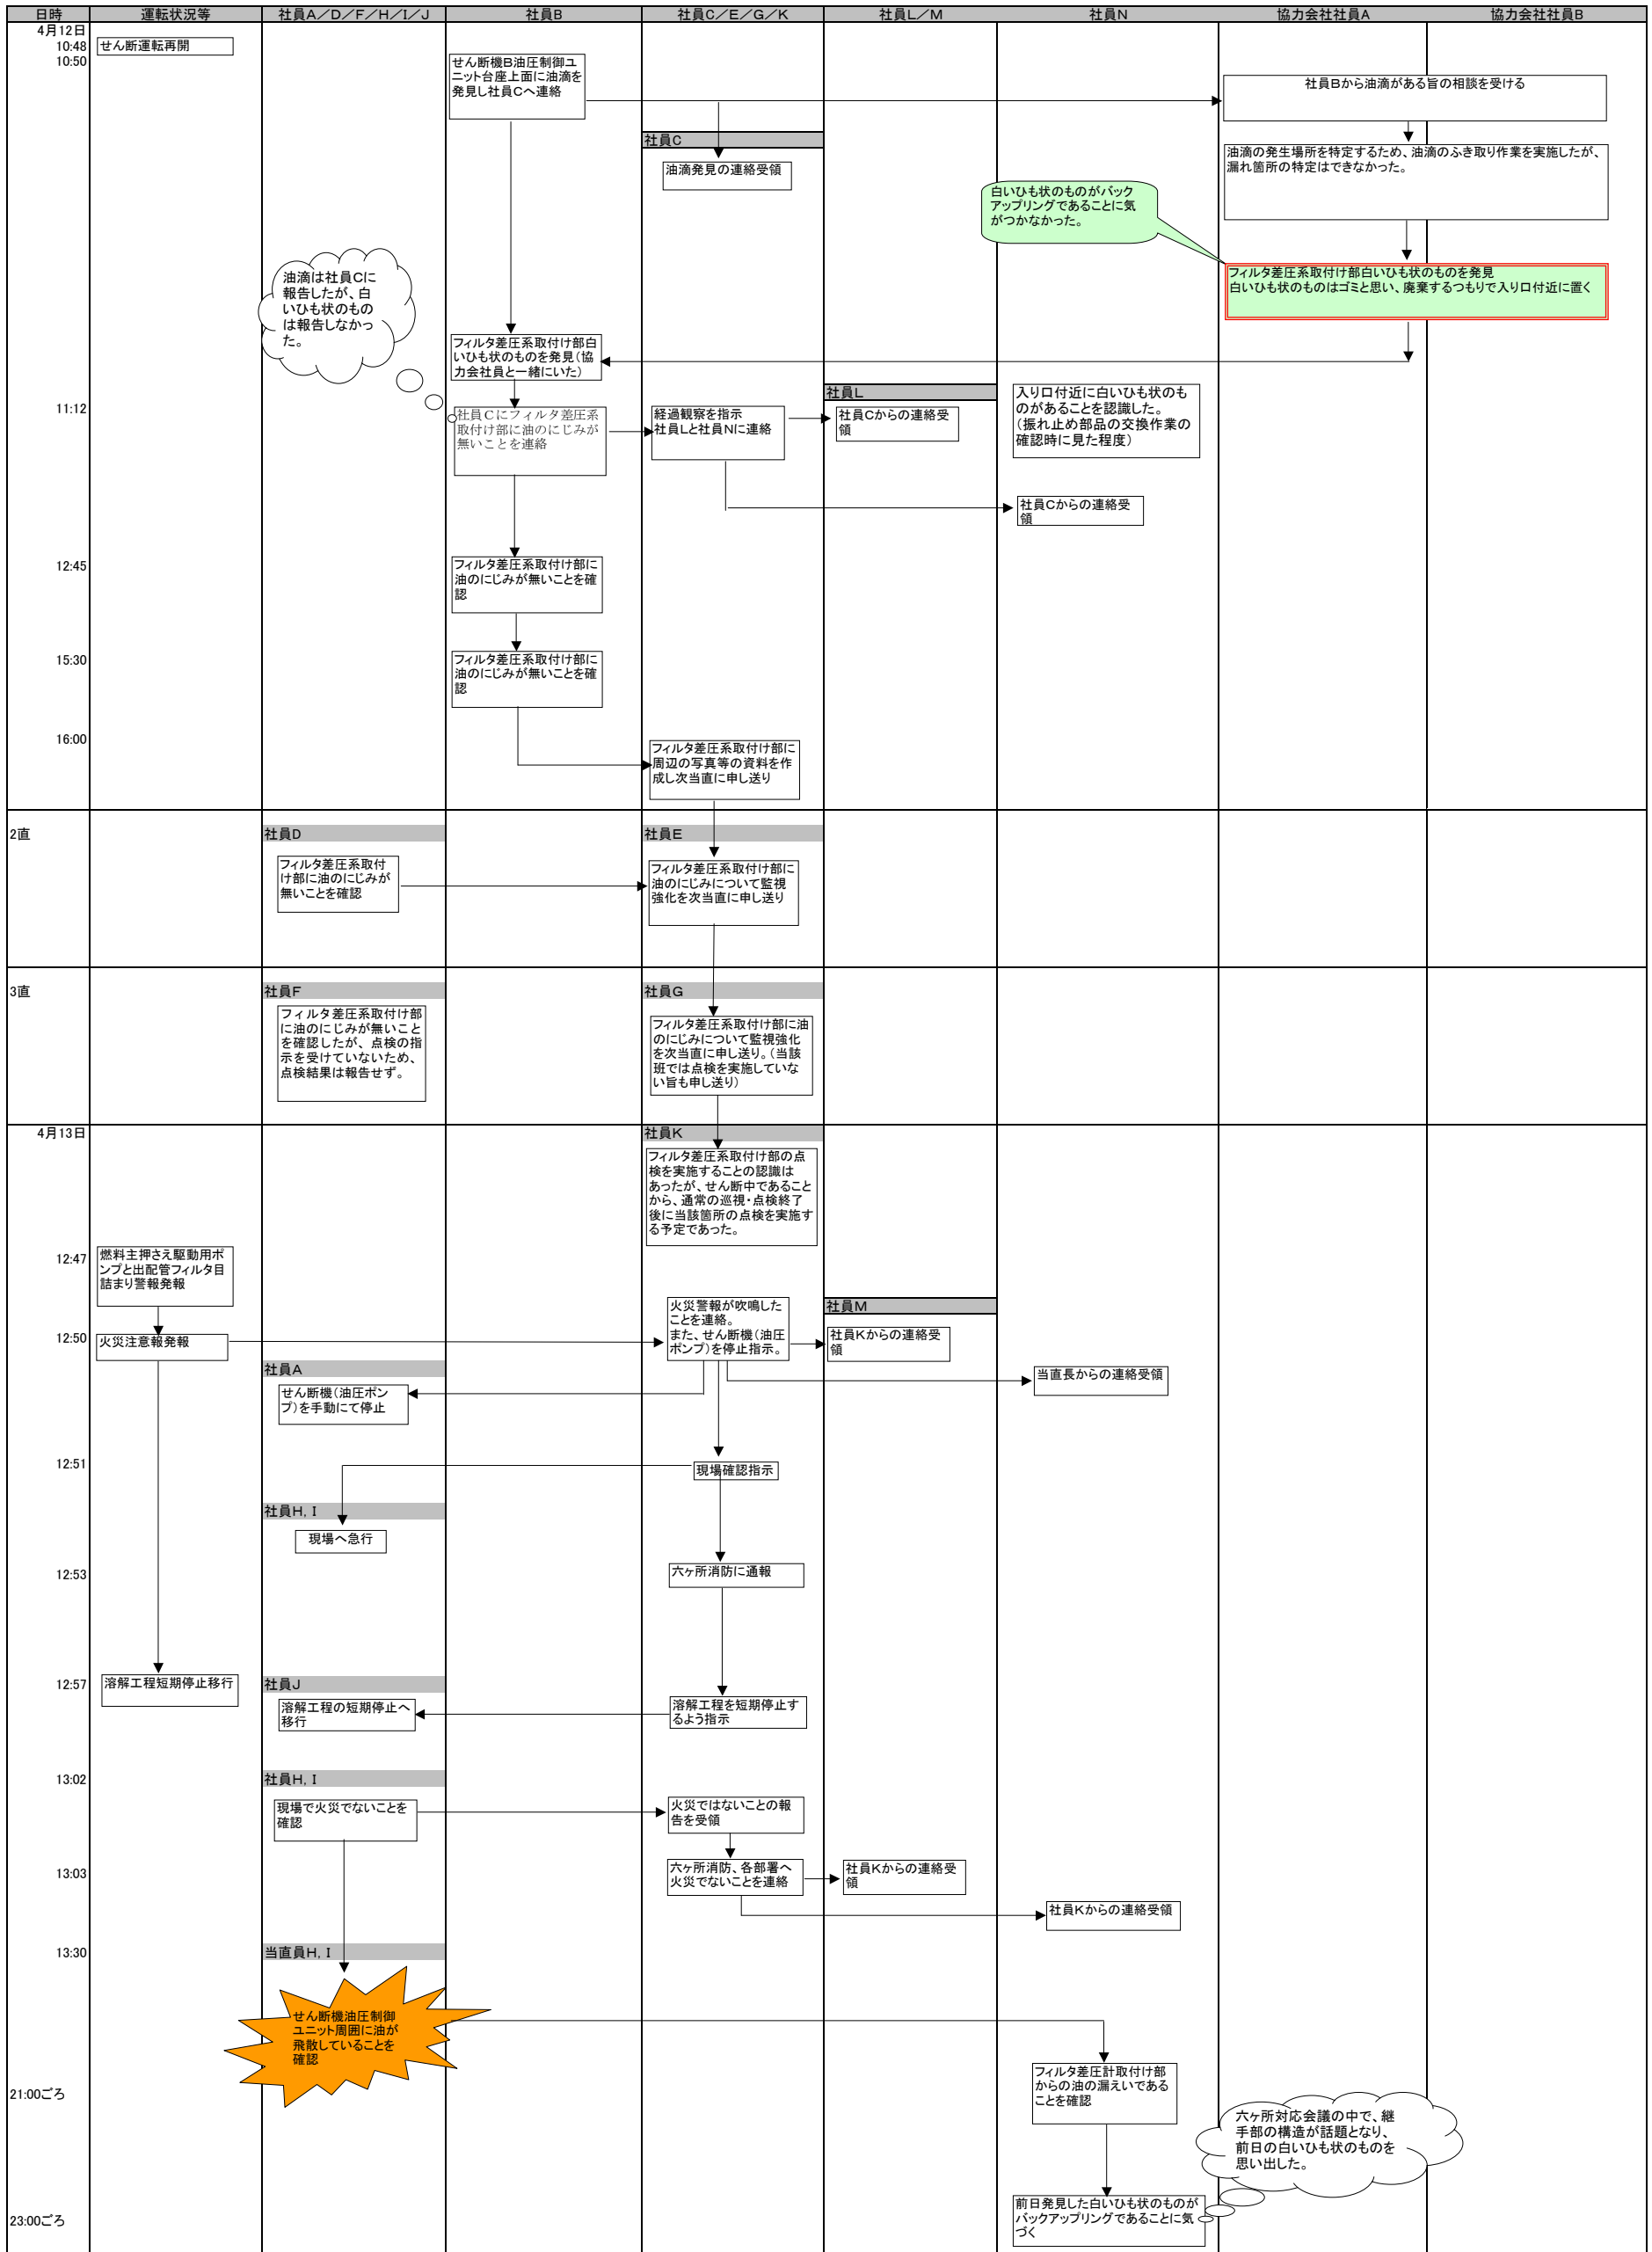 日時
運転状況等
社員A／D／F／H／I／J
社員B
社員C／E／G／K
社員L／M
社員N
協力会社社員A
協力会社社員B
4月12日
10:48
せん断運転再開
10:50
せん断機B油圧制御ユ
ニット台座上面に油滴を
発見し社員Cへ連絡
社員Bから油滴がある旨の相談を受ける
社員C
油滴発見の連絡受領
油滴の発生場所を特定するため、油滴のふき取り作業を実施したが、
漏れ箇所の特定はできなかった。
白いひも状のものがバック
アップリングであることに気
がつかなかった。
フィルタ差圧系取付け部白いひも状のものを発見
白いひも状のものはゴミと思い、廃棄するつもりで入り口付近に置く
油滴は社員Cに
報告したが、白
いひも状のもの
は報告しなかっ
た。
フィルタ差圧系取付け部白
いひも状のものを発見（協
力会社員と一緒にいた）
11:12
社員Cにフィルタ差圧系
取付け部に油のにじみが
無いことを連絡
経過観察を指示
社員Lと社員Nに連絡
社員L
社員Cからの連絡受
領
入り口付近に白いひも状のも
のがあることを認識した。
（振れ止め部品の交換作業の
確認時に見た程度）
社員Cからの連絡受
領
12:45
フィルタ差圧系取付け部に
油のにじみが無いことを確
認
15:30
フィルタ差圧系取付け部に
油のにじみが無いことを確
認
16:00
フィルタ差圧系取付け部に
周辺の写真等の資料を作
成し次当直に申し送り
2直
社員D
フィルタ差圧系取付
け部に油のにじみが
無いことを確認
社員E
フィルタ差圧系取付け部に
油のにじみについて監視
強化を次当直に申し送り
3直
社員F
フィルタ差圧系取付け部
に油のにじみが無いこと
を確認したが、点検の指
示を受けていないため、
点検結果は報告せず。
社員G
フィルタ差圧系取付け部に油
のにじみについて監視強化
を次当直に申し送り。（当該
班では点検を実施していな
い旨も申し送り）
4月13日
社員K
フィルタ差圧系取付け部の点
検を実施することの認識は
あったが、せん断中であること
から、通常の巡視・点検終了
後に当該箇所の点検を実施す
る予定であった。
12:47
燃料主押さえ駆動用ポ
ンプと出配管フィルタ目
詰まり警報発報
12:50
火災注意報発報
火災警報が吹鳴した
ことを連絡。
また、せん断機（油圧
ポンプ）を停止指示。
社員M
社員Kからの連絡受
領
当直長からの連絡受領
社員A
せん断機（油圧ポン
プ）を手動にて停止
12:51
現場確認指示
社員H, I
現場へ急行
12:53
六ヶ所消防に通報
12:57
溶解工程短期停止移行
社員J
溶解工程の短期停止へ
移行
溶解工程を短期停止す
るよう指示
13:02
社員H, I
現場で火災でないことを
確認
火災ではないことの報
告を受領
13:03
六ヶ所消防、各部署へ
火災でないことを連絡
社員Kからの連絡受
領
社員Kからの連絡受領
13:30
当直員H, I
せん断機油圧制御
ユニット周囲に油が
飛散していることを
確認
21:00ごろ
フィルタ差圧計取付け部
からの油の漏えいである
ことを確認
六ヶ所対応会議の中で、継
手部の構造が話題となり、
前日の白いひも状のものを
思い出した。
23:00ごろ
前日発見した白いひも状のものが
バックアップリングであることに気
づく